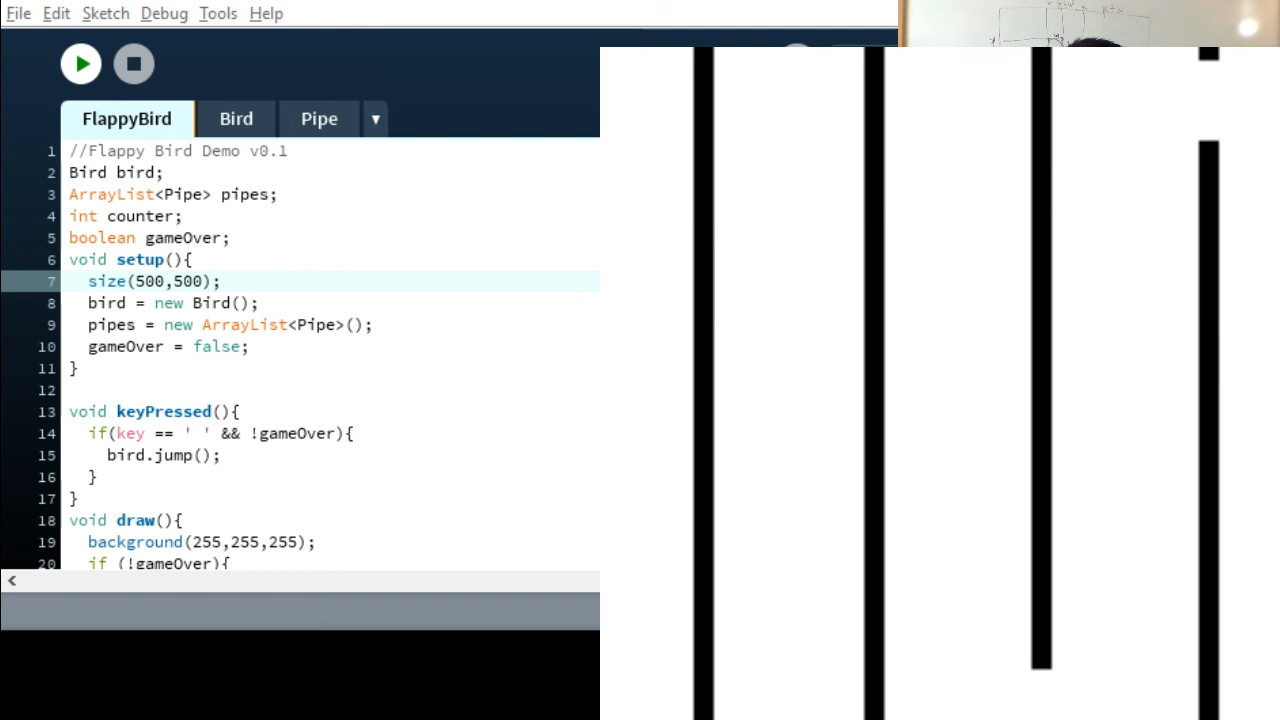 File Edit Sketch Debug Tools Help
FlappyBird Bird Pipe ▼
1 //Flappy Bird Demo v0.1
2 Bird bird;
3 ArrayList<Pipe> pipes;
4 int counter;
5 boolean gameOver;
6 void setup(){
7 size(500,500);
8 bird = new Bird();
9 pipes = new ArrayList<Pipe>();
10 gameOver = false;
11 }
12
13 void keyPressed(){
14 if(key == ' ' && !gameOver){
15 bird.jump();
16 }
17 }
18 void draw(){
19 background(255,255,255);
20 if (!gameOver){